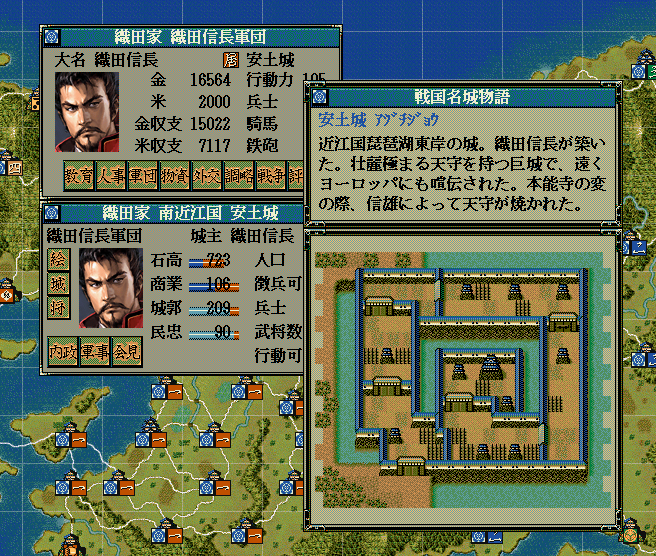 織田家 織田信長軍団
大名 織田信長 居 安土城
金 16564 行動力 105
米 2000 兵士
金収支 15022 騎馬
米収支 7117 鉄砲
教育 人事 軍団 物資 外交 調略 戦争 評
織田家 南近江国 安土城
織田信長軍団 城主 織田信長
絵
城
将
石高 723 人口
商業 106 徴兵可
城郭 209 兵士
民忠 90 武将数
行動可
内政 軍事 会見
戦国名城物語
安土城 アヅチジョウ
近江国琵琶湖東岸の城。織田信長が築い
た。壮麗極まる天守を持つ巨城で、遠く
ヨーロッパにも喧伝された。本能寺の変
の際、信雄によって天守が焼かれた。